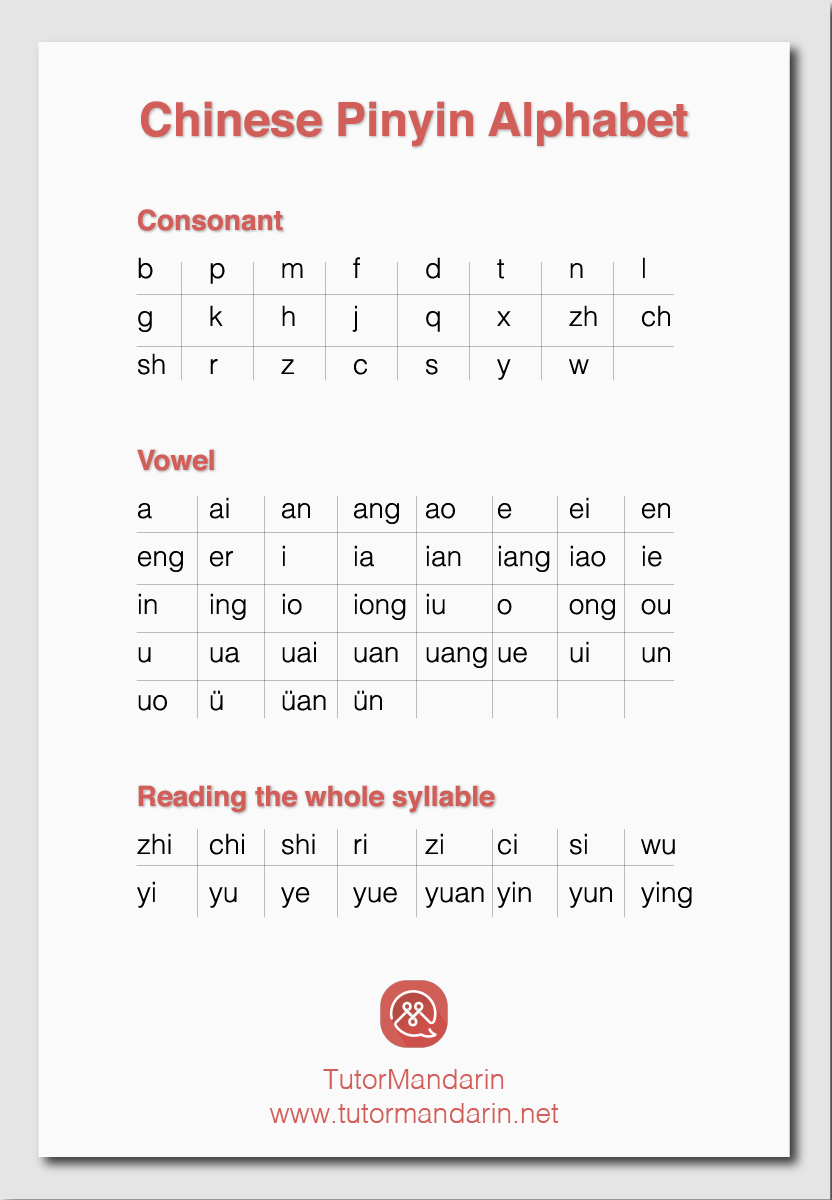 Chinese Pinyin Alphabet
Consonant
b p m f d t n l
g k h j q x zh ch
sh r z c s y w
Vowel
a ai an ang ao e ei en
eng er i ia ian iang iao ie
in ing io iong iu o ong ou
u ua uai uan uang ue ui un
uo ü üan ün
Reading the whole syllable
zhi chi shi ri zi ci si wu
yi yu ye yue yuan yin yun ying
TutorMandarin
www.tutormandarin.net